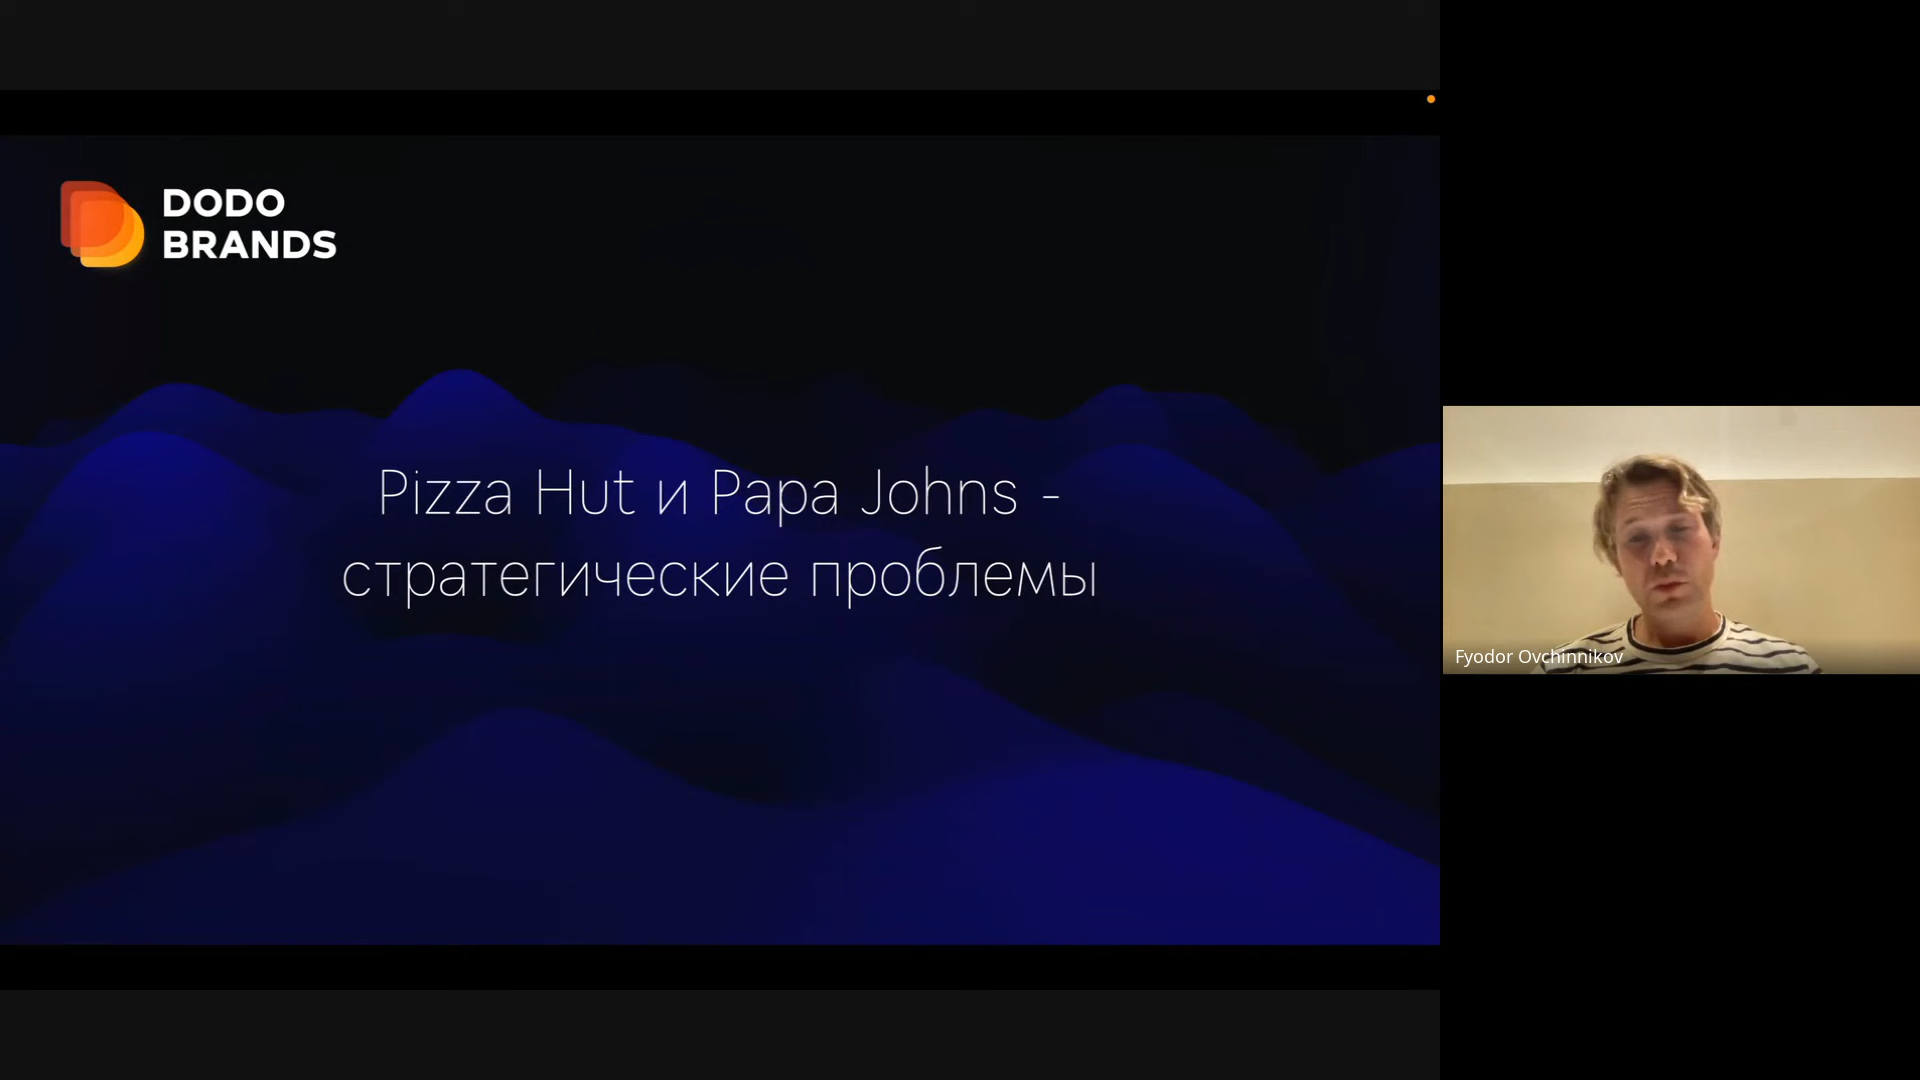 DODO
BRANDS
Pizza Hut и Papa Johns -
стратегические проблемы
Fyodor Ovchinnikov